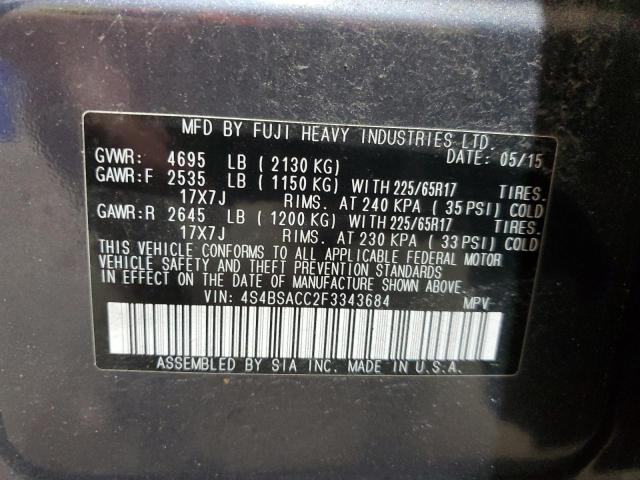 MFD BY FUJI HEAVY INDUSTRIES LTD.
GVWR: 4695 LB ( 2130 KG) DATE: 05/15
GAWR:F 2535 LB ( 1150 KG) WITH 225/65R17 TIRES.
17X7J RIMS. AT 240 KPA ( 35 PSI) COLD
GAWR:R 2645 LB ( 1200 KG) WITH 225/65R17 TIRES.
17X7J RIMS. AT 230 KPA ( 33 PSI) COLD
THIS VEHICLE CONFORMS TO ALL APPLICABLE FEDERAL MOTOR
VEHICLE SAFETY AND THEFT PREVENTION STANDARDS
IN EFFECT ON THE DATE OF MANUFACTURE SHOWN ABOVE.
VIN: 4S4BSACC2F3343684 MPV
ASSEMBLED BY SIA INC. MADE IN U.S.A.